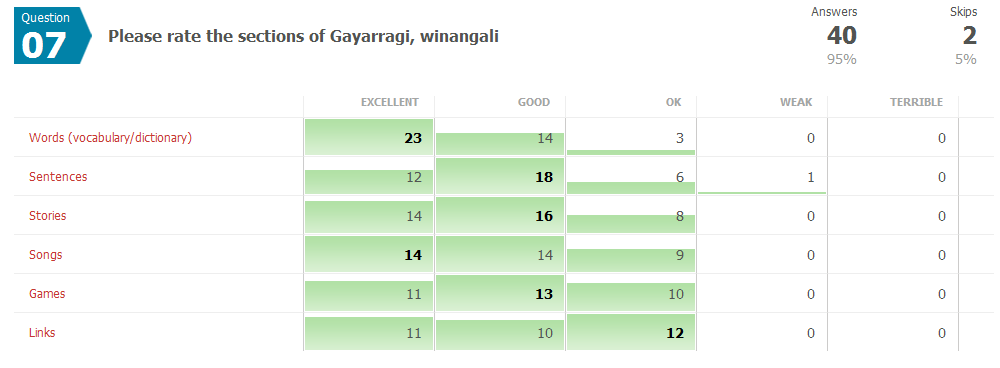 Question
07
Please rate the sections of Gayarragi, winangali
Answers
40
95%
Skips
2
5%
EXCELLENT GOOD OK WEAK TERRIBLE
Words (vocabulary/dictionary) 23 14 3 0 0
Sentences 12 18 6 1 0
Stories 14 16 8 0 0
Songs 14 14 9 0 0
Games 11 13 10 0 0
Links 11 10 12 0 0